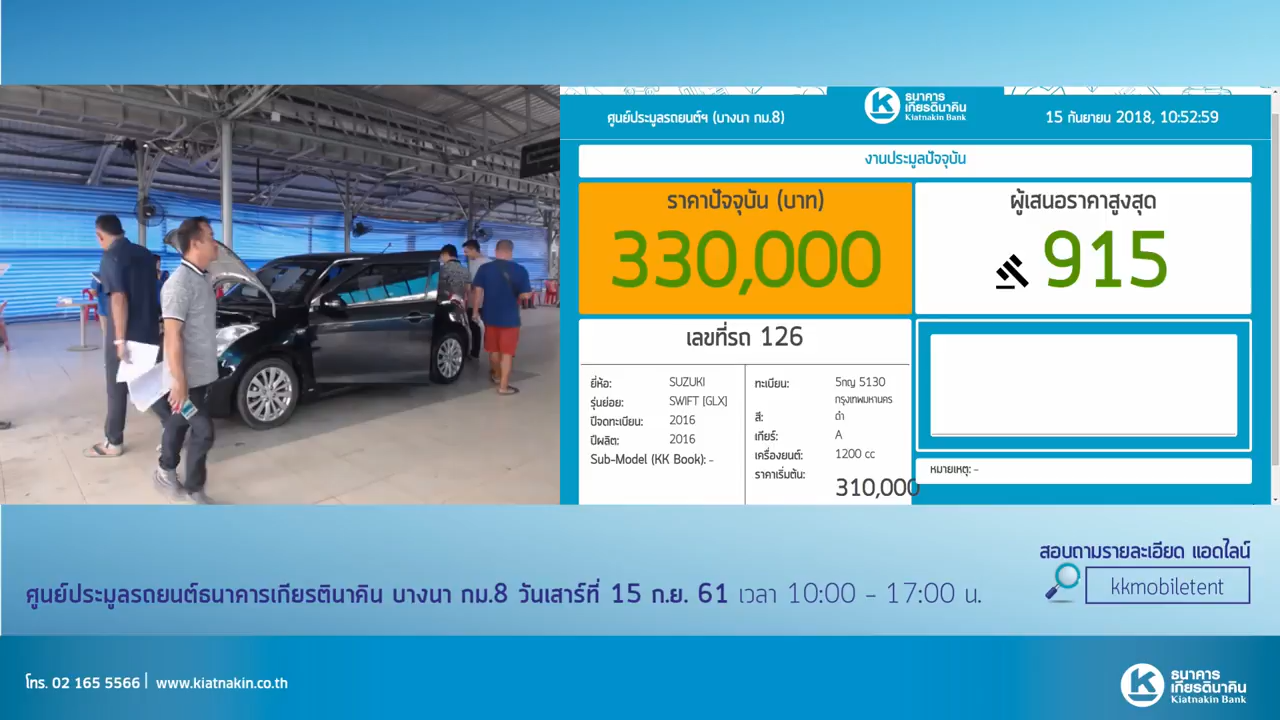 ศูนย์ประมูลรถยนต์ฯ (บางนา กม.8)
ธนาคาร
เกียรตินาคิน
Kiatnakin Bank
15 กันยายน 2018, 10:52:59
งานประมูลปัจจุบัน
ราคาปัจจุบัน (บาท)
330,000
ผู้เสนอราคาสูงสุด
915
เลขที่รถ 126
ยี่ห้อ: SUZUKI
รุ่นย่อย: SWIFT [GLX]
ปีจดทะเบียน: 2016
ปีผลิต: 2016
Sub-Model (KK Book): -
ทะเบียน: 5กญ 5130
กรุงเทพมหานคร
สี: ดำ
เกียร์: A
เครื่องยนต์: 1200 cc
ราคาเริ่มต้น: 310,000
หมายเหตุ: -
สอบถามรายละเอียด แอดไลน์
kkmobiletent
ศูนย์ประมูลรถยนต์ธนาคารเกียรตินาคิน บางนา กม.8 วันเสาร์ที่ 15 ก.ย. 61 เวลา 10:00 - 17:00 น.
โทร. 02 165 5566 | www.kiatnakin.co.th
ธนาคาร
เกียรตินาคิน
Kiatnakin Bank